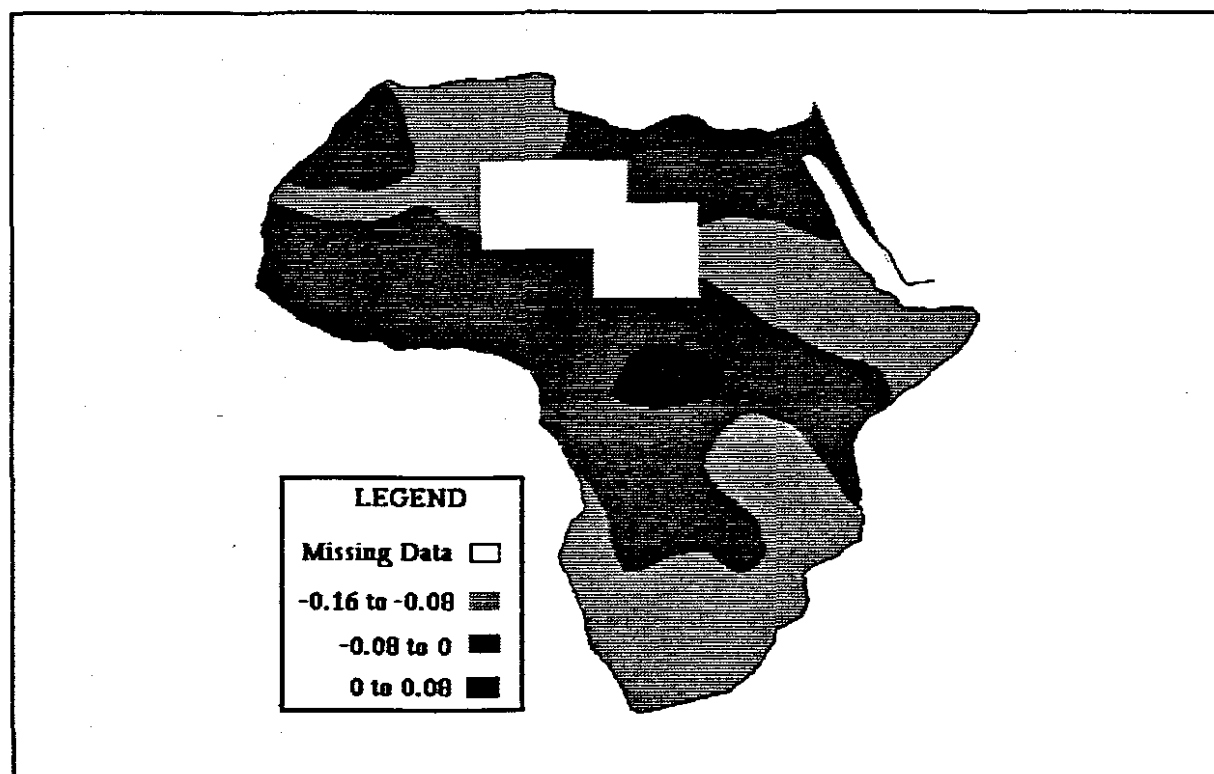 LEGEND
Missing Data
-0.16 to -0.08
-0.08 to 0
0 to 0.08